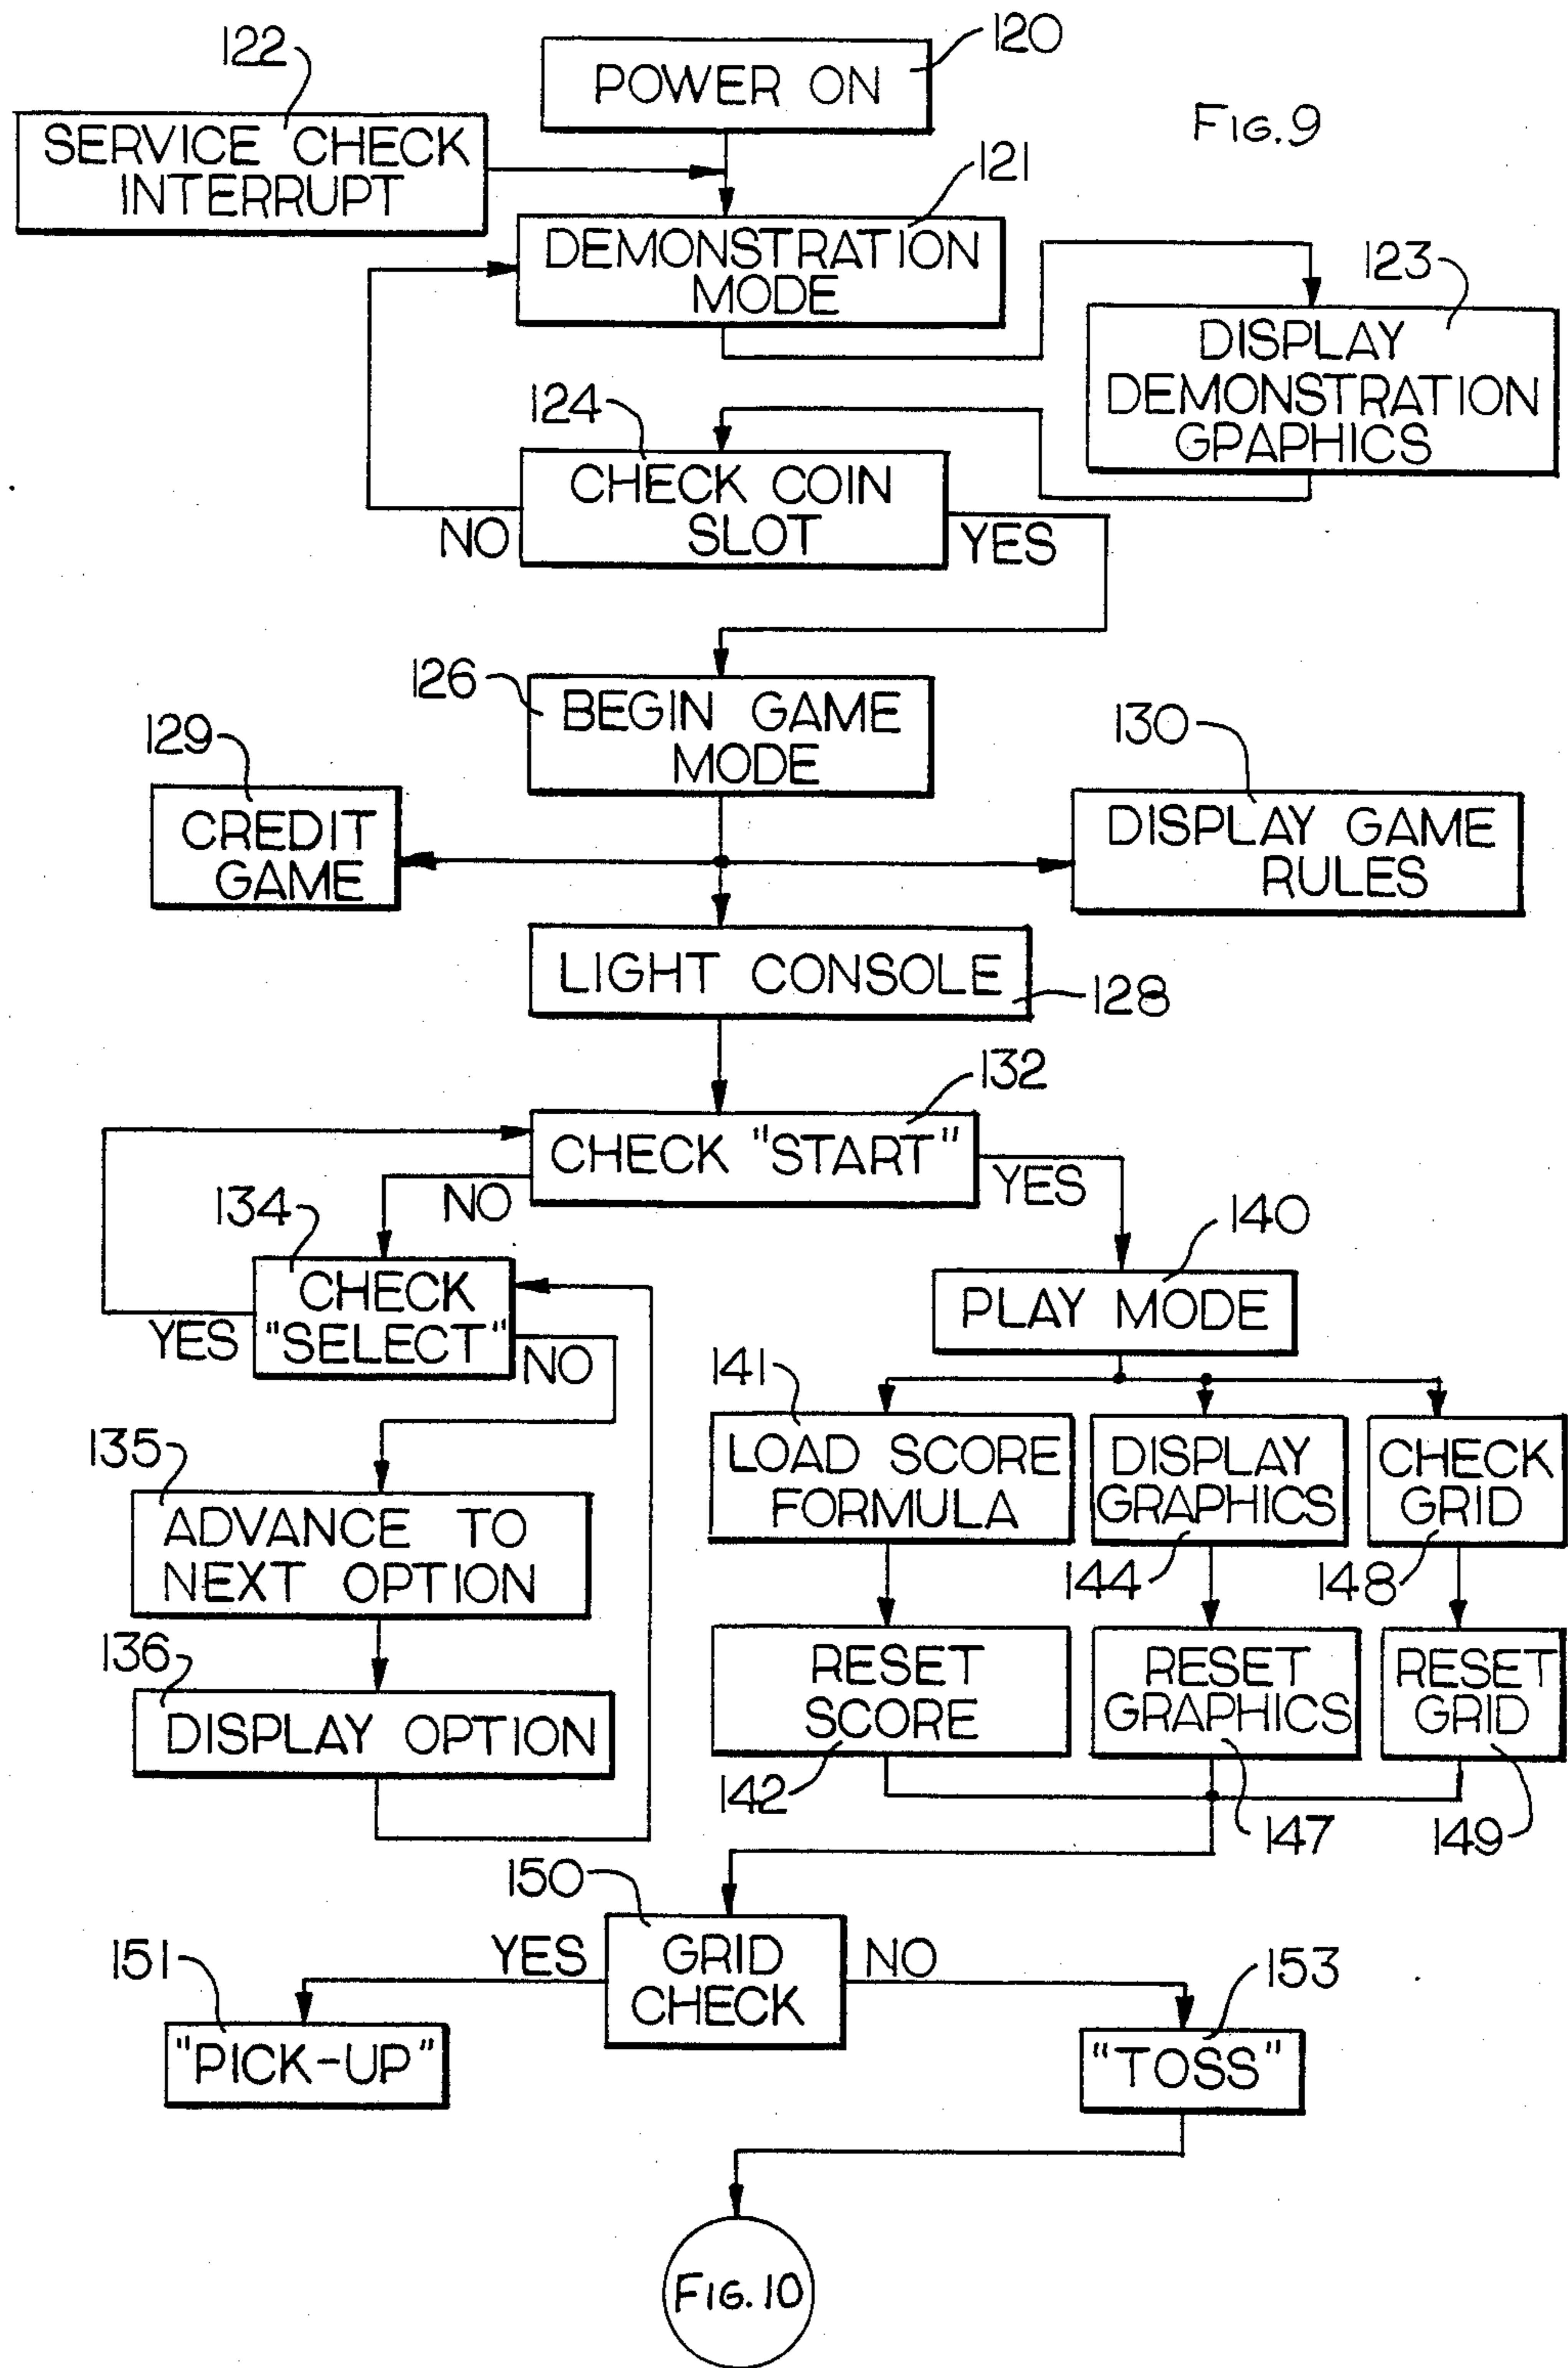 120
POWER ON
Fig. 9
122
SERVICE CHECK
INTERRUPT
121
DEMONSTRATION
MODE
123
DISPLAY
DEMONSTRATION
GPAPHICS
124
CHECK COIN
SLOT
NO
YES
126
BEGIN GAME
MODE
129
CREDIT
GAME
130
DISPLAY GAME
RULES
LIGHT CONSOLE
128
132
CHECK "START"
NO
YES
134
CHECK
"SELECT"
YES
NO
140
PLAY MODE
135
ADVANCE TO
NEXT OPTION
136
DISPLAY OPTION
141
LOAD SCORE
FORMULA
DISPLAY
GRAPHICS
144
CHECK
GRID
148
RESET
SCORE
142
RESET
GRAPHICS
147
RESET
GRID
149
150
GRID
CHECK
YES
NO
151
"PICK-UP"
153
"TOSS"
Fig. 10